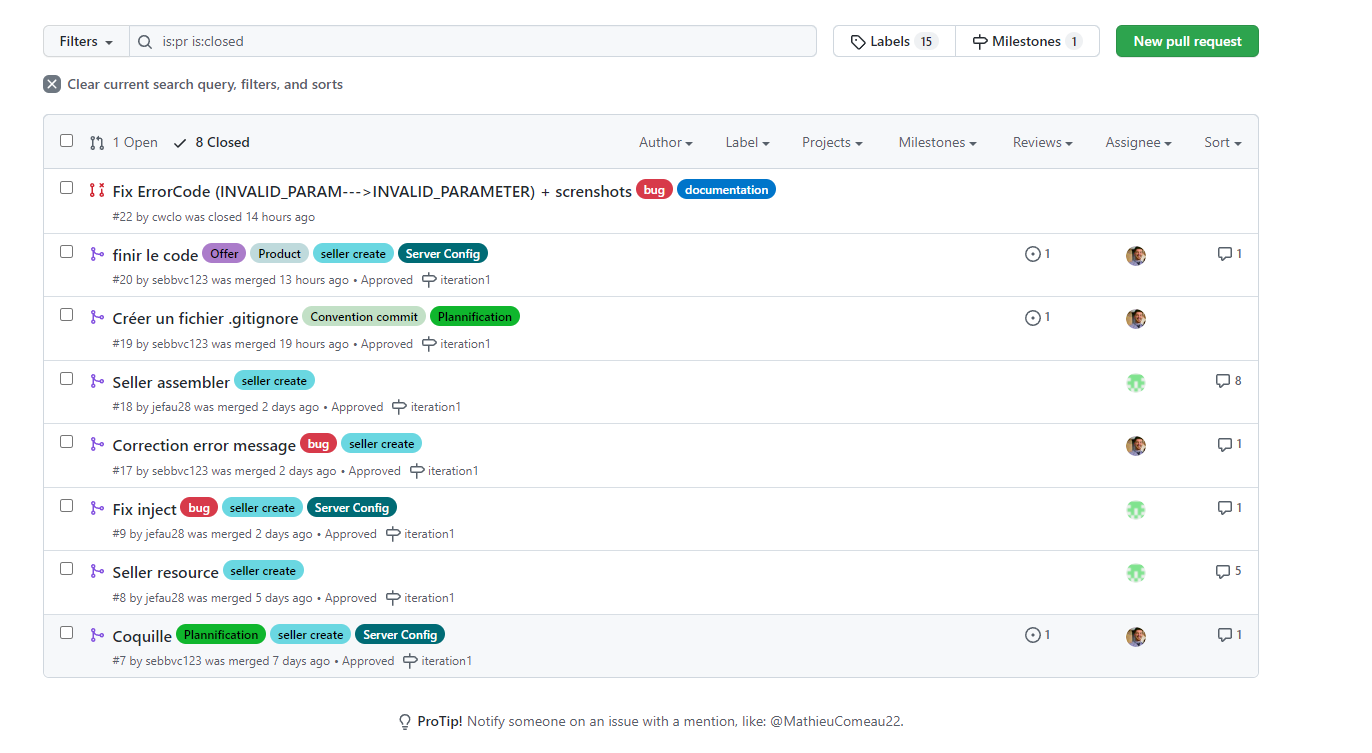 Filters is:pr is:closed Labels 15 Milestones 1 New pull request
Clear current search query, filters, and sorts
1 Open 8 Closed Author Label Projects Milestones Reviews Assignee Sort
Fix ErrorCode (INVALID_PARAM--->INVALID_PARAMETER) + screnshots bug documentation
#22 by cwclo was closed 14 hours ago
finir le code Offer Product seller create Server Config 1 1
#20 by sebbvc123 was merged 13 hours ago • Approved iteration1
Créer un fichier .gitignore Convention commit Plannification 1
#19 by sebbvc123 was merged 19 hours ago • Approved iteration1
Seller assembler seller create 8
#18 by jefau28 was merged 2 days ago • Approved iteration1
Correction error message bug seller create 1
#17 by sebbvc123 was merged 2 days ago • Approved iteration1
Fix inject bug seller create Server Config 1
#9 by jefau28 was merged 2 days ago • Approved iteration1
Seller resource seller create 5
#8 by jefau28 was merged 5 days ago • Approved iteration1
Coquille Plannification seller create Server Config 1 1
#7 by sebbvc123 was merged 7 days ago • Approved iteration1
ProTip! Notify someone on an issue with a mention, like: @MathieuComeau22.